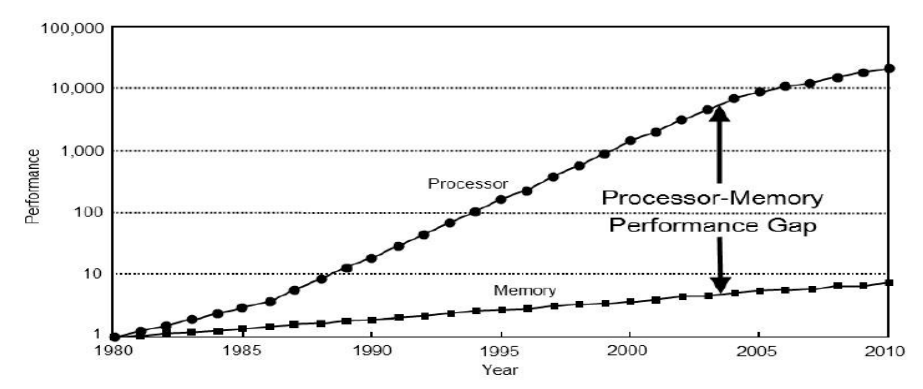 100,000
10,000
1,000
100
10
1
Performance
Processor
Processor-Memory
Performance Gap
Memory
1980 1985 1990 1995 2000 2005 2010
Year